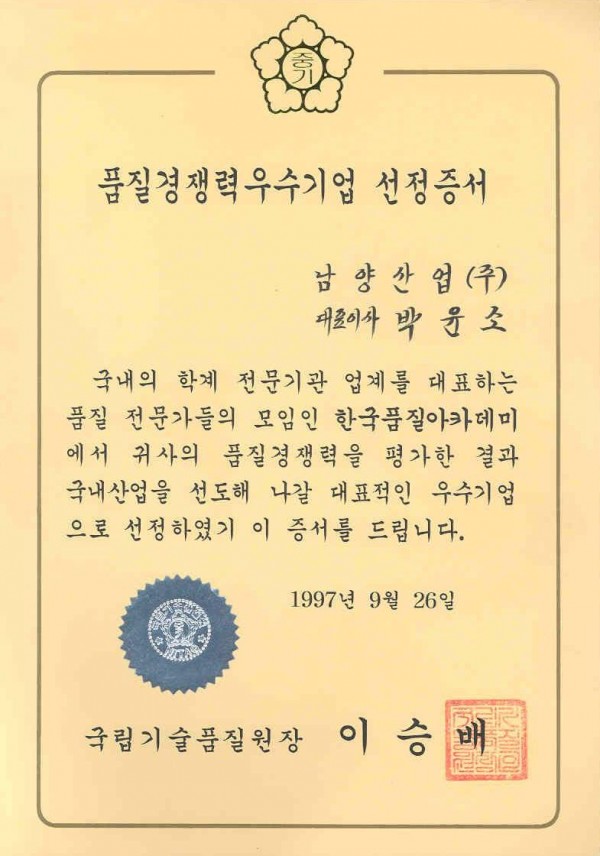 중기
품질경쟁력우수기업 선정증서
남양산업(주)
대표이사 박윤소
국내의 학계 전문기관 업계를 대표하는
품질 전문가들의 모임인 한국품질아카데미
에서 귀사의 품질경쟁력을 평가한 결과
국내산업을 선도해 나갈 대표적인 우수기업
으로 선정하였기 이 증서를 드립니다.
1997년 9월 26일
국립기술품질원장 이승배